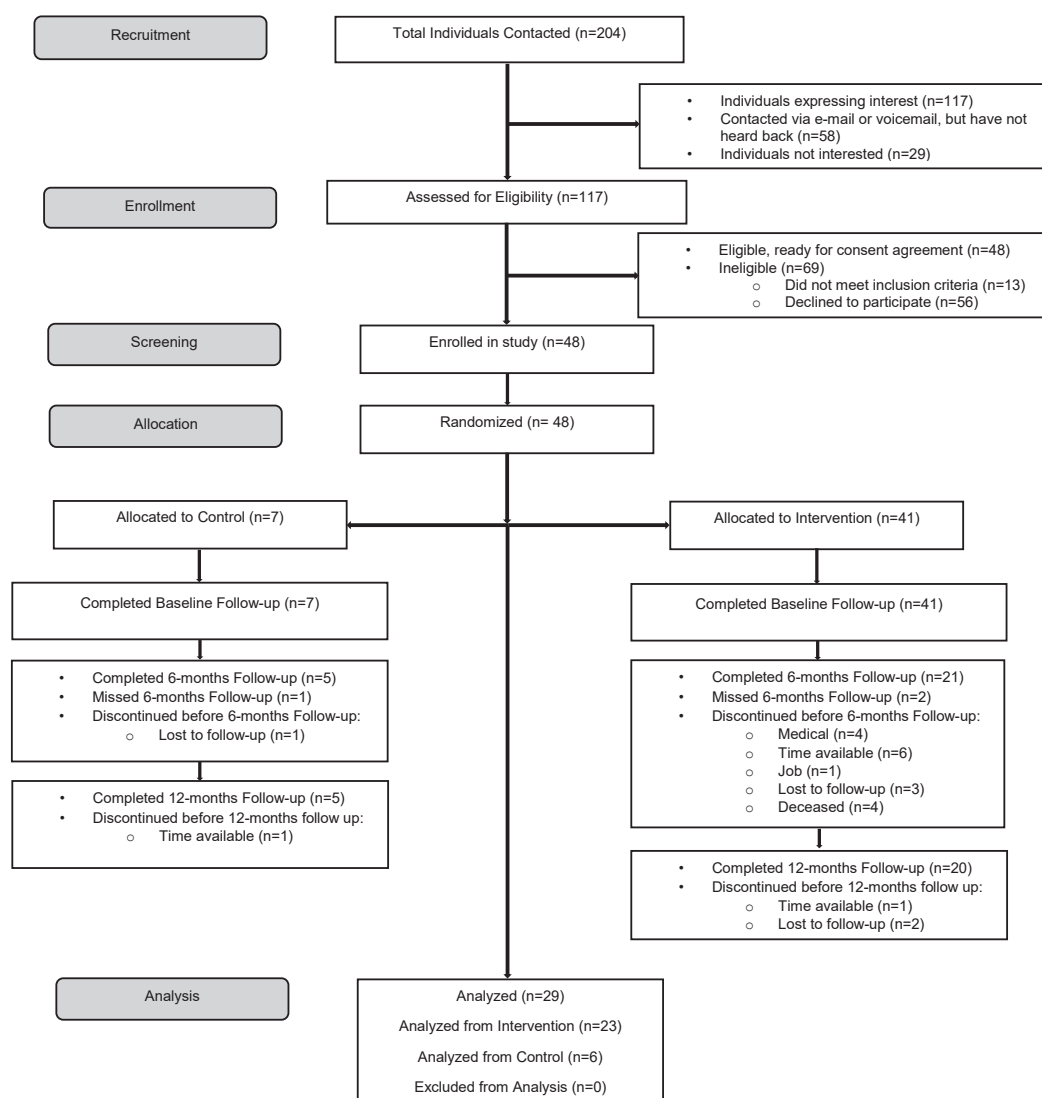 Recruitment
Total Individuals Contacted (n=204)
• Individuals expressing interest (n=117)
• Contacted via e-mail or voicemail, but have not
heard back (n=58)
• Individuals not interested (n=29)
Enrollment
Assessed for Eligibility (n=117)
• Eligible, ready for consent agreement (n=48)
• Ineligible (n=69)
o Did not meet inclusion criteria (n=13)
o Declined to participate (n=56)
Screening
Enrolled in study (n=48)
Allocation
Randomized (n= 48)
Allocated to Control (n=7)
Allocated to Intervention (n=41)
Completed Baseline Follow-up (n=7)
Completed Baseline Follow-up (n=41)
• Completed 6-months Follow-up (n=5)
• Missed 6-months Follow-up (n=1)
• Discontinued before 6-months Follow-up:
o Lost to follow-up (n=1)
• Completed 6-months Follow-up (n=21)
• Missed 6-months Follow-up (n=2)
• Discontinued before 6-months Follow-up:
o Medical (n=4)
o Time available (n=6)
o Job (n=1)
o Lost to follow-up (n=3)
o Deceased (n=4)
• Completed 12-months Follow-up (n=5)
• Discontinued before 12-months follow up:
o Time available (n=1)
• Completed 12-months Follow-up (n=20)
• Discontinued before 12-months follow up:
o Time available (n=1)
o Lost to follow-up (n=2)
Analysis
Analyzed (n=29)
Analyzed from Intervention (n=23)
Analyzed from Control (n=6)
Excluded from Analysis (n=0)